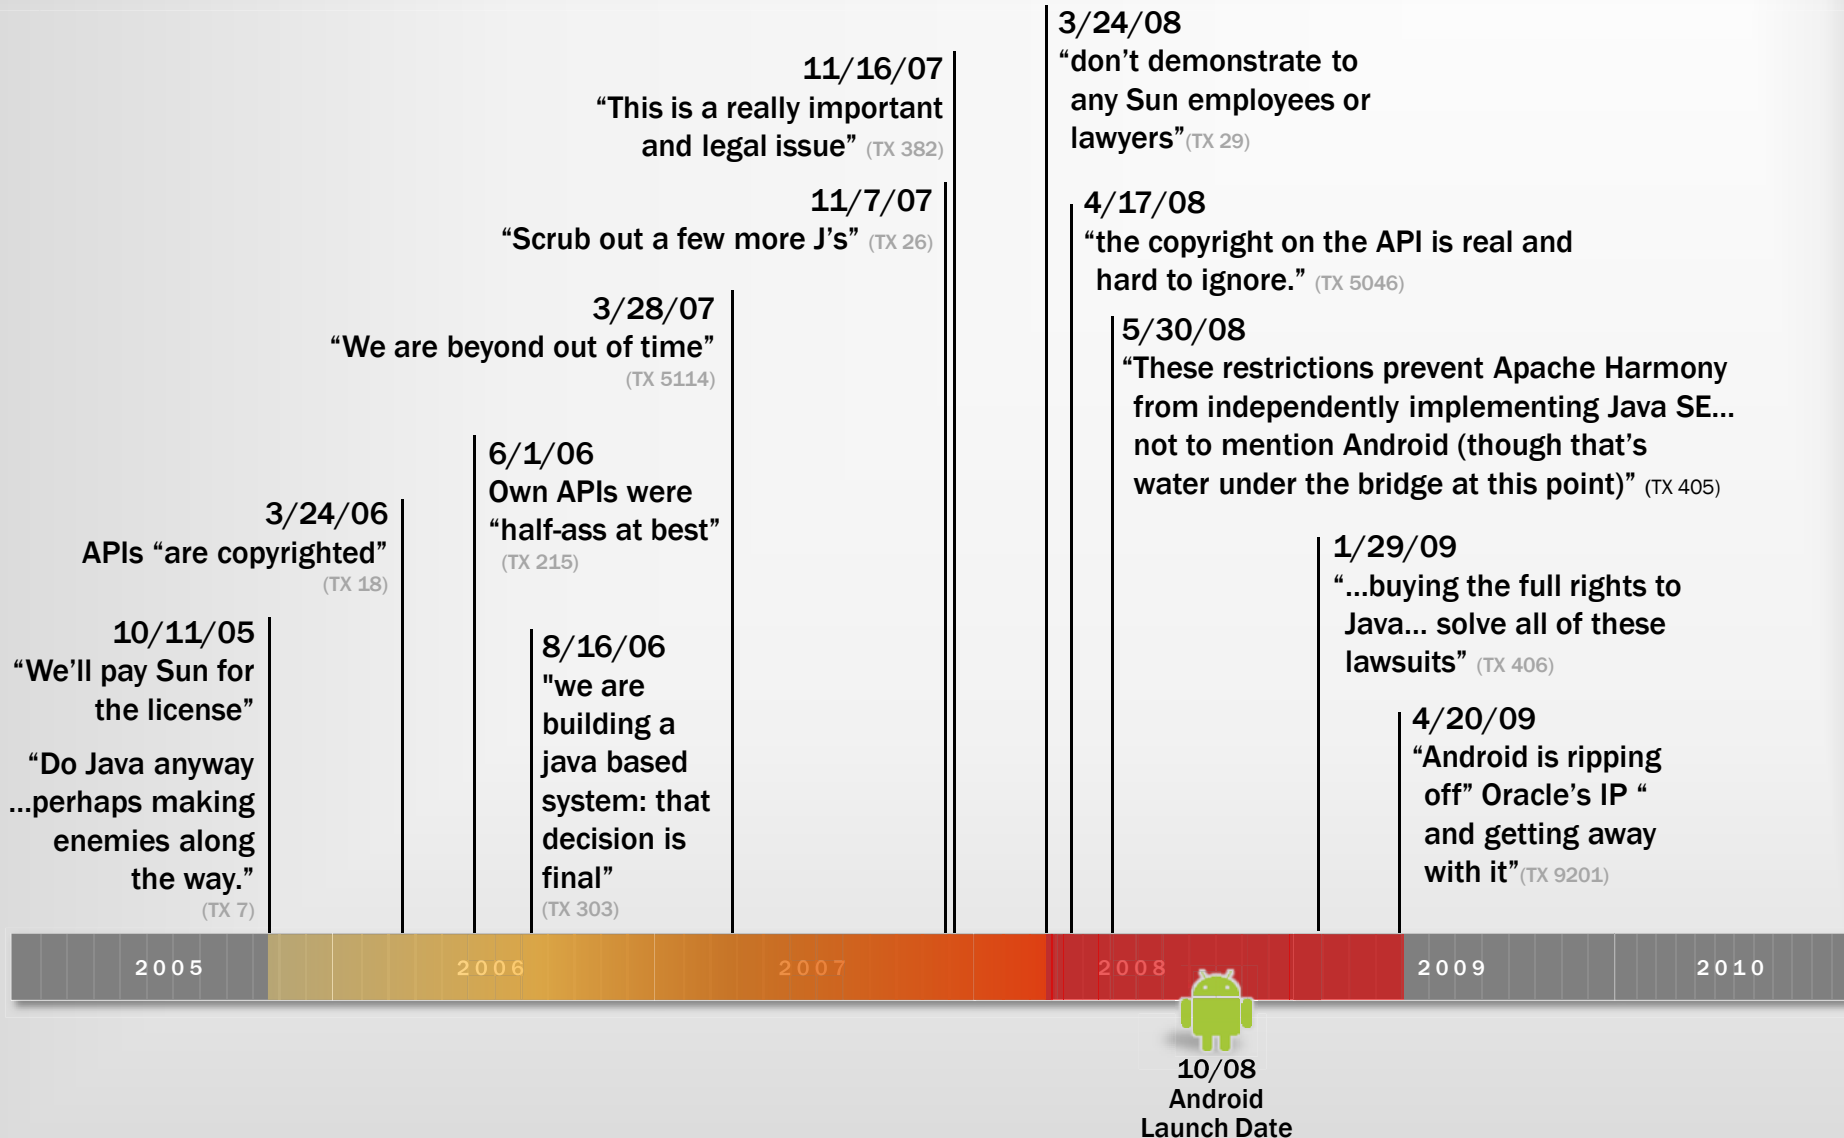 10/11/05
“We’ll pay Sun for
the license”
“Do Java anyway
...perhaps making
enemies along
the way.”
(TX 7)
3/24/06
APIs “are copyrighted”
(TX 18)
6/1/06
Own APIs were
“half-ass at best”
(TX 215)
8/16/06
"we are
building a
java based
system: that
decision is
final”
(TX 303)
3/28/07
“We are beyond out of time”
(TX 5114)
11/7/07
“Scrub out a few more J’s” (TX 26)
11/16/07
“This is a really important
and legal issue” (TX 382)
3/24/08
“don’t demonstrate to
any Sun employees or
lawyers”(TX 29)
4/17/08
“the copyright on the API is real and
hard to ignore.” (TX 5046)
5/30/08
“These restrictions prevent Apache Harmony
from independently implementing Java SE...
not to mention Android (though that’s
water under the bridge at this point)” (TX 405)
1/29/09
“...buying the full rights to
Java... solve all of these
lawsuits” (TX 406)
4/20/09
“Android is ripping
off” Oracle’s IP “
and getting away
with it”(TX 9201)
2005 2006 2007 2008 2009 2010
10/08
Android
Launch Date